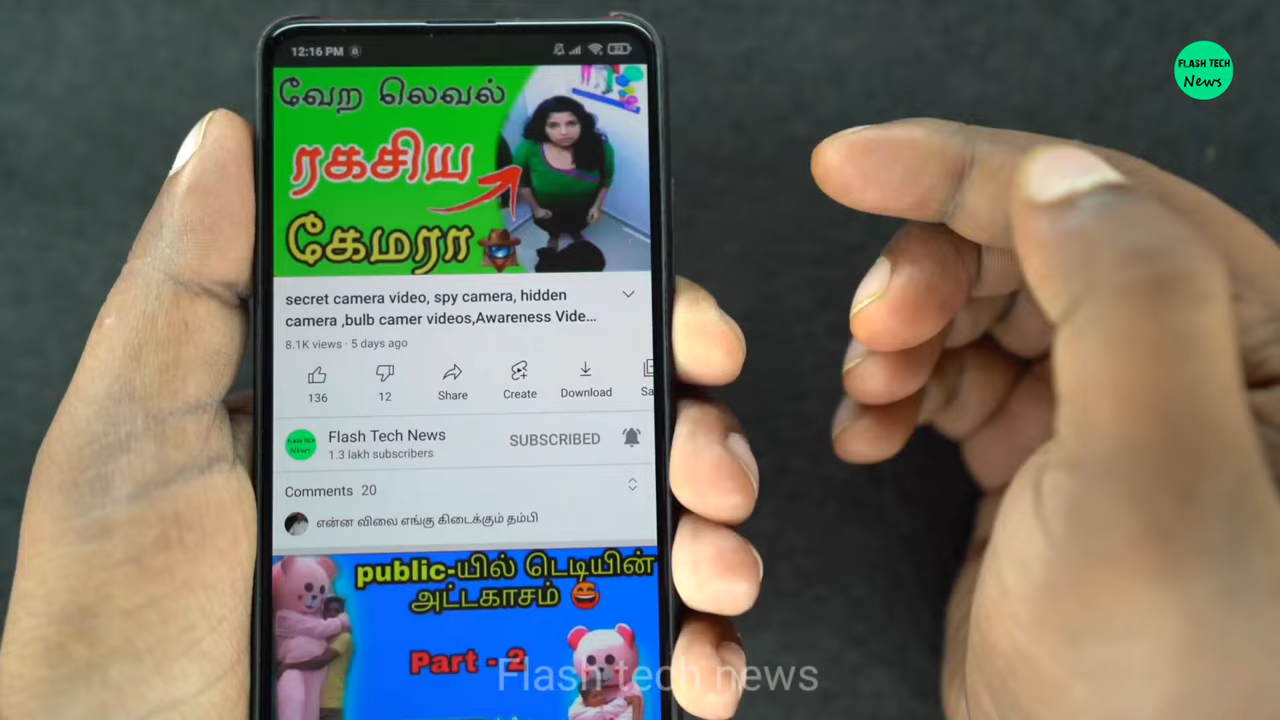 12:16 PM
FLASH TECH
News
வேற லெவல்
ரகசிய
கேமரா
secret camera video, spy camera, hidden
camera ,bulb camer videos,Awareness Vide...
8.1K views · 5 days ago
136
12
Share
Create
Download
Sa
Flash Tech News
1.3 lakh subscribers
SUBSCRIBED
Comments 20
என்ன விலை எங்கு கிடைக்கும் தம்பி
public-யில் டெடியின்
அட்டகாசம்
Part - 2
Flash tech news